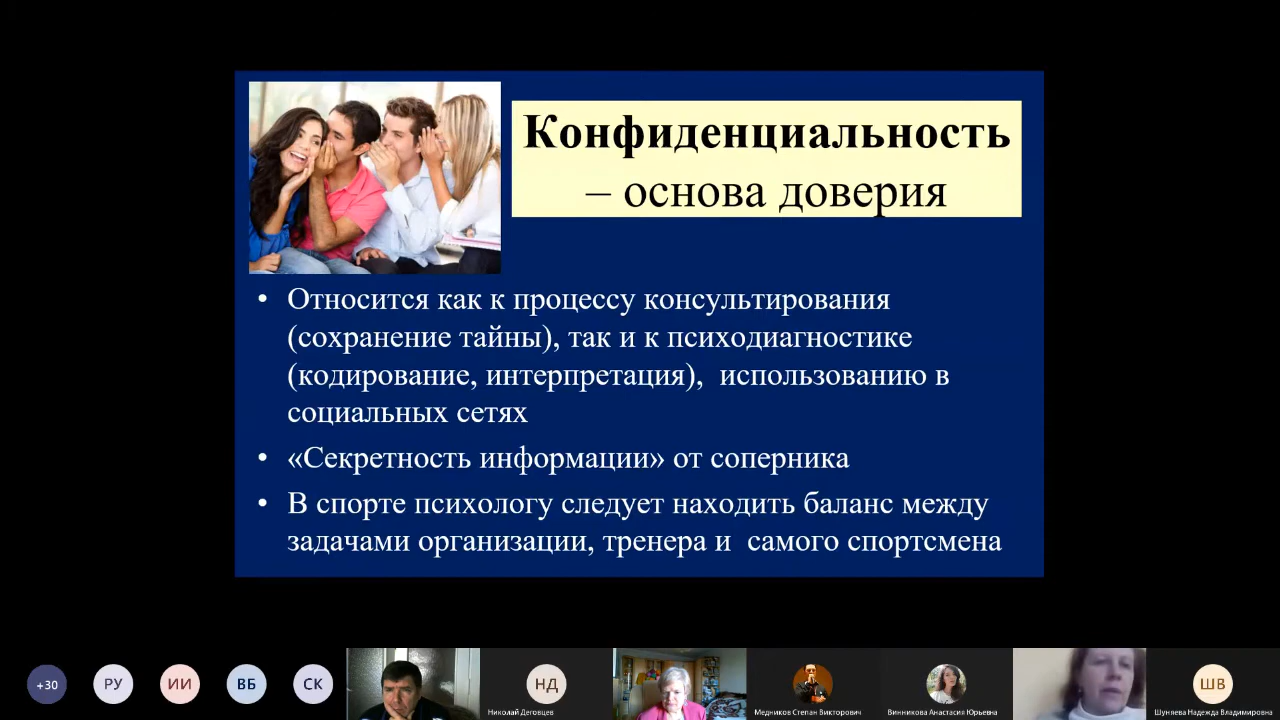 Конфиденциальность
– основа доверия
• Относится как к процессу консультирования
(сохранение тайны), так и к психодиагностике
(кодирование, интерпретация), использованию в
социальных сетях
• «Секретность информации» от соперника
• В спорте психологу следует находить баланс между
задачами организации, тренера и самого спортсмена
+30
РУ
ИИ
ВБ
СК
НД
Николай Деговцев
Медников Степан Викторович
Винникова Анастасия Юрьевна
ШВ
Шуняева Надежда Владимировна